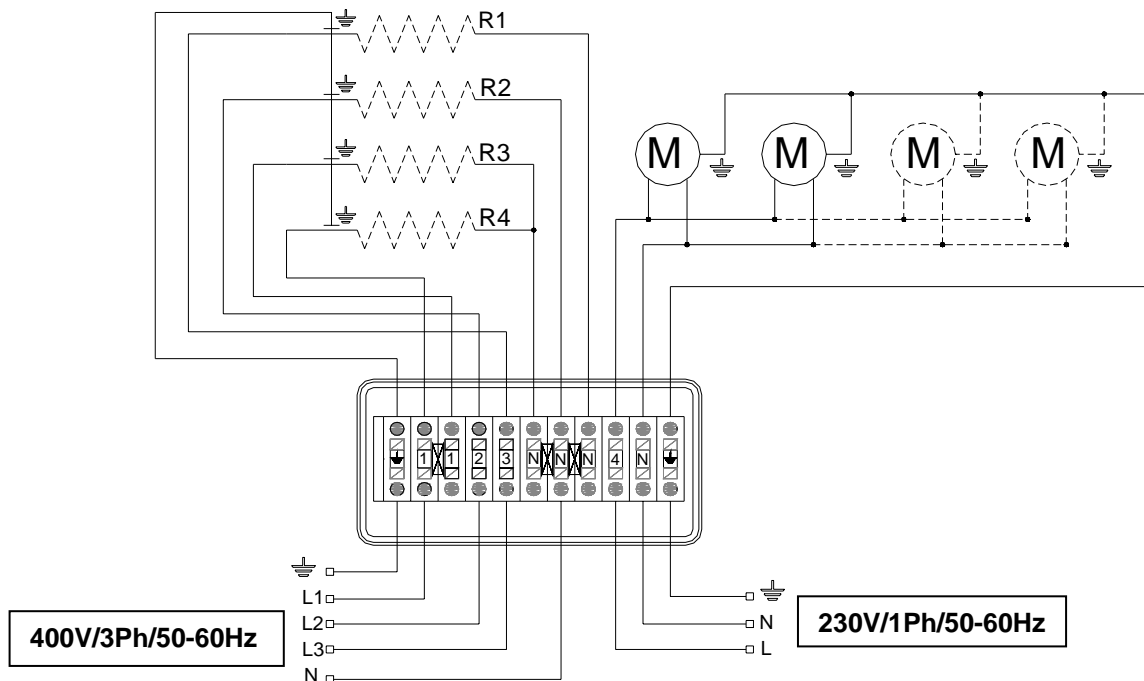 R1
R2
R3
R4
M M M M
1 1 2 3 N N N 4 N
L1
L2
L3
N
400V/3Ph/50-60Hz
N
L
230V/1Ph/50-60Hz